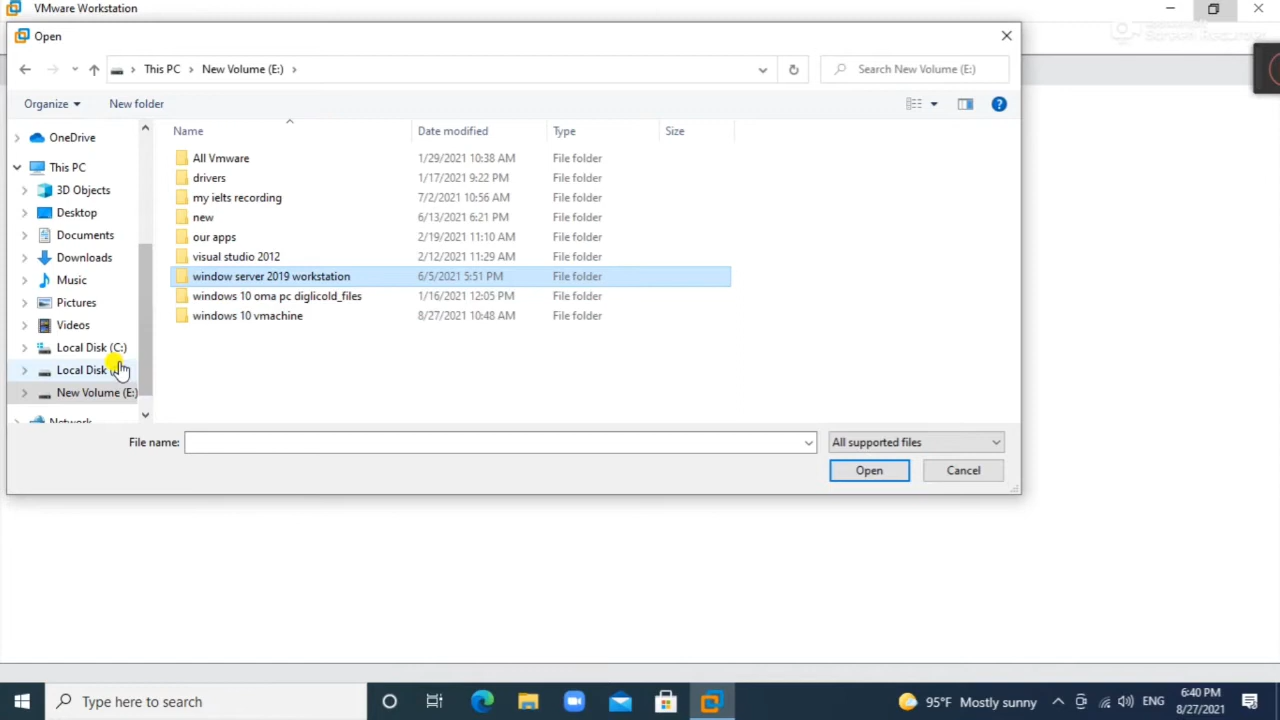 VMware Workstation
Open
This PC
New Volume (E:)
Search New Volume (E:)
Organize
New folder
Name
Date modified
Type
Size
OneDrive
This PC
3D Objects
Desktop
Documents
Downloads
Music
Pictures
Videos
Local Disk (C:)
Local Disk
New Volume (E:)
Network
All Vmware 1/29/2021 10:38 AM File folder
drivers 1/17/2021 9:22 PM File folder
my ielts recording 7/2/2021 10:56 AM File folder
new 6/13/2021 6:21 PM File folder
our apps 2/19/2021 11:10 AM File folder
visual studio 2012 2/12/2021 11:29 AM File folder
window server 2019 workstation 6/5/2021 5:51 PM File folder
windows 10 oma pc diglicold_files 1/16/2021 12:05 PM File folder
windows 10 vmachine 8/27/2021 10:48 AM File folder
File name:
All supported files
Open
Cancel
Type here to search
95°F Mostly sunny
ENG
6:40 PM
8/27/2021